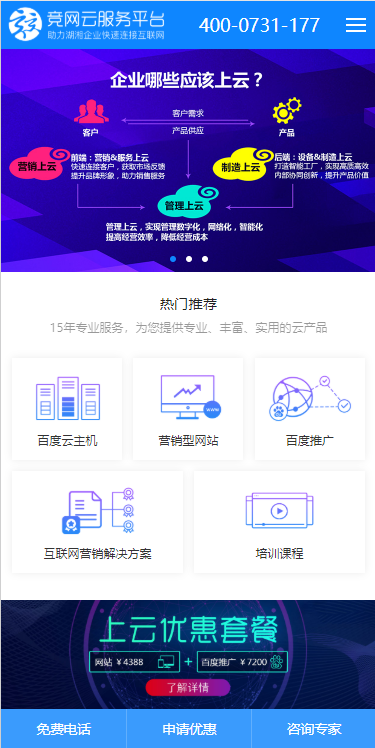 竞网云服务平台
助力湖湘企业快速连接互联网
400-0731-177
企业哪些应该上云？
客户需求
客户
产品供应
产品
营销上云
前端：营销&服务上云
快速连接客户，获取市场反馈
提升品牌形象，助力销售服务
制造上云
后端：设备&制造上云
打造智能工厂，实现高质高效
内部协同创新，提升产品价值
管理上云
管理上云，实现管理数字化，网络化，智能化
提高经营效率，降低经营成本
热门推荐
15年专业服务，为您提供专业、丰富、实用的云产品
百度云主机
www
营销型网站
百度推广
互联网营销解决方案
培训课程
上云优惠套餐
网站 ¥4388
+
百度推广 ¥7200
了解详情
免费电话
申请优惠
咨询专家